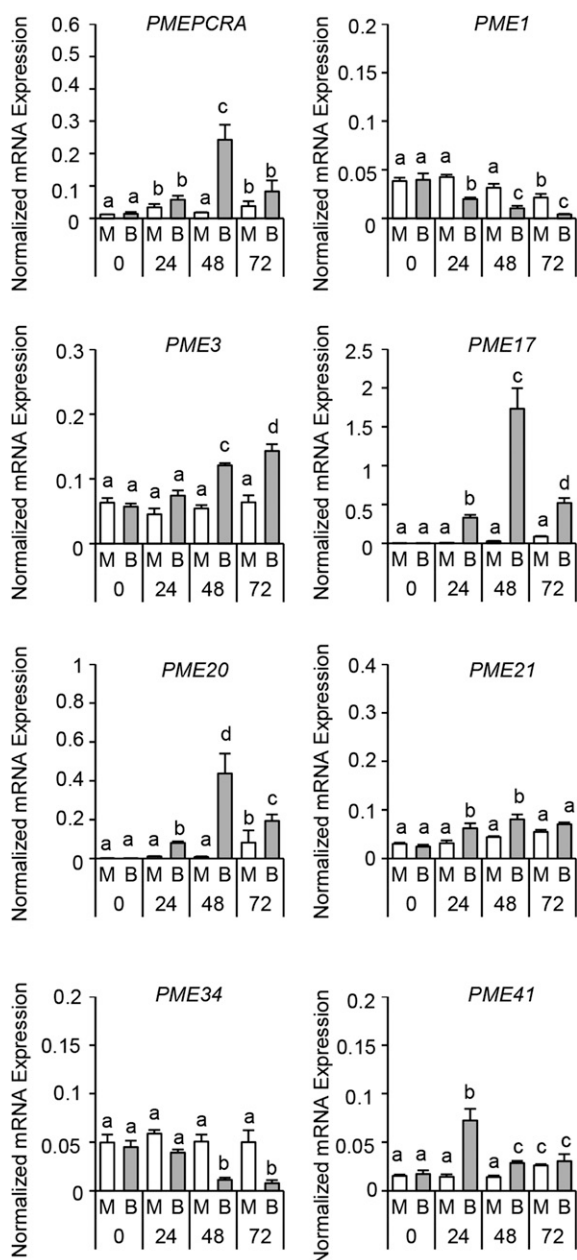 PMEPCRA
Normalized mRNA Expression
0.6
0.5
0.4
0.3
0.2
0.1
0
a a b b a c b b
M B M B M B M B
0 24 48 72
PME1
Normalized mRNA Expression
0.2
0.15
0.1
0.05
0
a a a b a c b c
M B M B M B M B
0 24 48 72
PME3
Normalized mRNA Expression
0.3
0.2
0.1
0
a a a a a c a d
M B M B M B M B
0 24 48 72
PME17
Normalized mRNA Expression
2.5
2
1.5
1
0.5
0
a a a b a c a d
M B M B M B M B
0 24 48 72
PME20
Normalized mRNA Expression
1
0.8
0.6
0.4
0.2
0
a a a b a d b c
M B M B M B M B
0 24 48 72
PME21
Normalized mRNA Expression
0.4
0.3
0.2
0.1
0
a a a b a b a a
M B M B M B M B
0 24 48 72
PME34
Normalized mRNA Expression
0.2
0.15
0.1
0.05
0
a a a a a b a b
M B M B M B M B
0 24 48 72
PME41
Normalized mRNA Expression
0.2
0.15
0.1
0.05
0
a a a b a c c c
M B M B M B M B
0 24 48 72